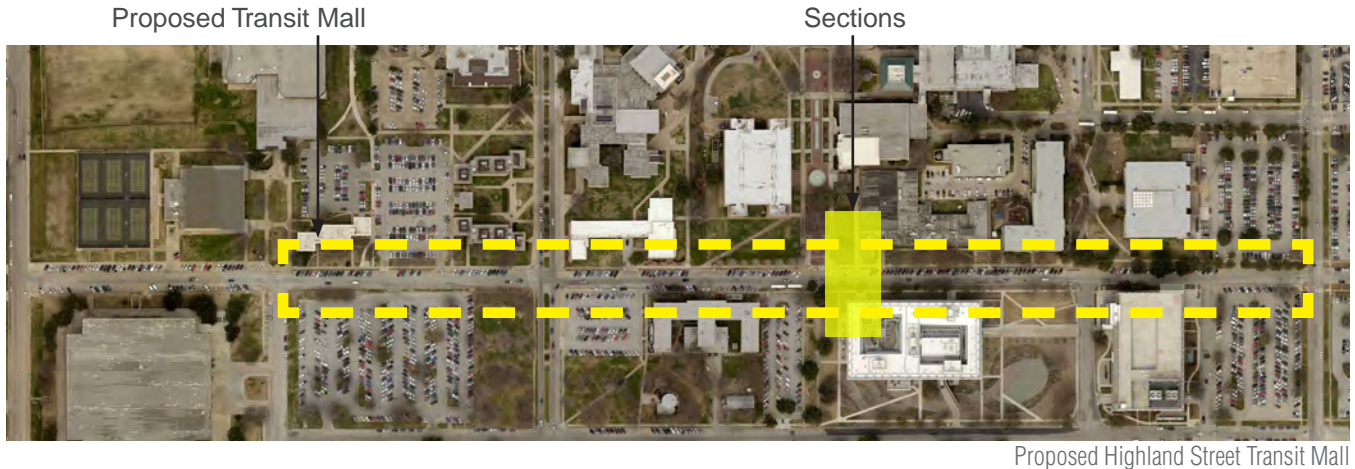 Proposed Transit Mall
Sections
Proposed Highland Street Transit Mall